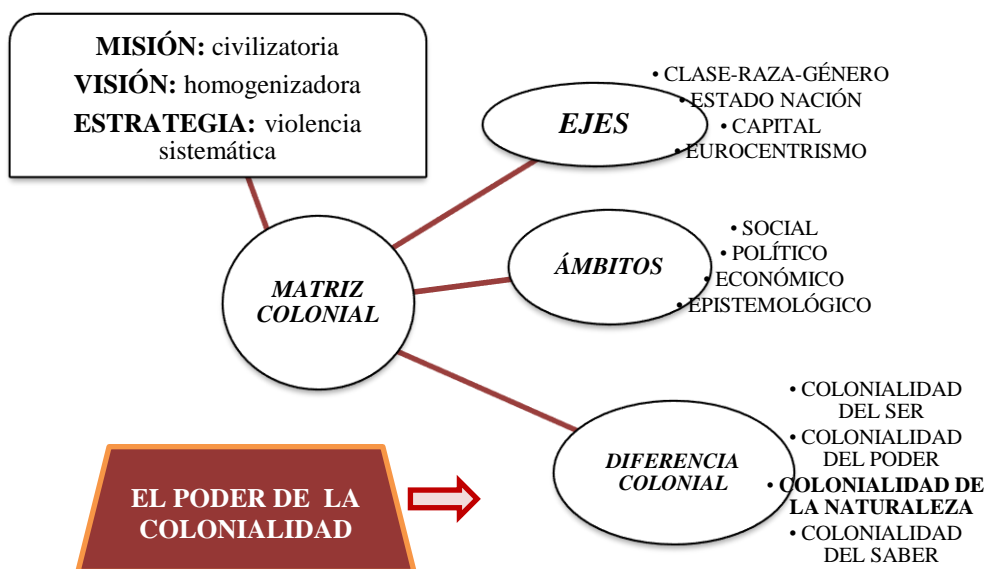 MISIÓN: civilizatoria
VISIÓN: homogenizadora
ESTRATEGIA: violencia
sistemática
MATRIZ
COLONIAL
EJES
• CLASE-RAZA-GÉNERO
• ESTADO NACIÓN
• CAPITAL
• EUROCENTRISMO
ÁMBITOS
• SOCIAL
• POLÍTICO
• ECONÓMICO
• EPISTEMOLÓGICO
DIFERENCIA
COLONIAL
• COLONIALIDAD
DEL SER
• COLONIALIDAD
DEL PODER
• COLONIALIDAD DE
LA NATURALEZA
• COLONIALIDAD
DEL SABER
EL PODER DE LA
COLONIALIDAD